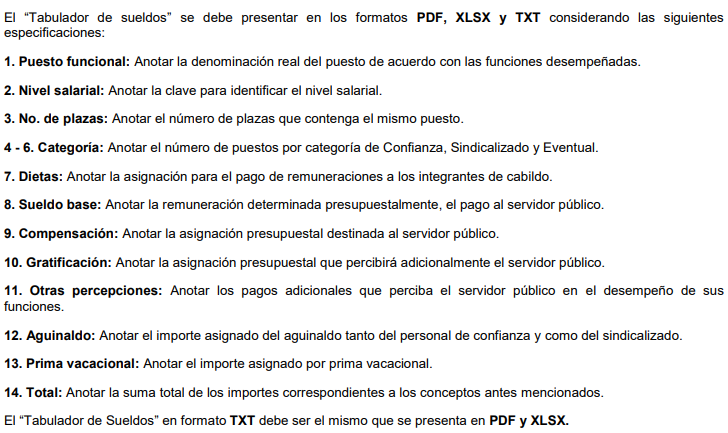 El “Tabulador de sueldos” se debe presentar en los formatos PDF, XLSX y TXT considerando las siguientes
especificaciones:
1. Puesto funcional: Anotar la denominación real del puesto de acuerdo con las funciones desempeñadas.
2. Nivel salarial: Anotar la clave para identificar el nivel salarial.
3. No. de plazas: Anotar el número de plazas que contenga el mismo puesto.
4 - 6. Categoría: Anotar el número de puestos por categoría de Confianza, Sindicalizado y Eventual.
7. Dietas: Anotar la asignación para el pago de remuneraciones a los integrantes de cabildo.
8. Sueldo base: Anotar la remuneración determinada presupuestalmente, el pago al servidor público.
9. Compensación: Anotar la asignación presupuestal destinada al servidor público.
10. Gratificación: Anotar la asignación presupuestal que percibirá adicionalmente el servidor público.
11. Otras percepciones: Anotar los pagos adicionales que perciba el servidor público en el desempeño de sus
funciones.
12. Aguinaldo: Anotar el importe asignado del aguinaldo tanto del personal de confianza y como del sindicalizado.
13. Prima vacacional: Anotar el importe asignado por prima vacacional.
14. Total: Anotar la suma total de los importes correspondientes a los conceptos antes mencionados.
El “Tabulador de Sueldos” en formato TXT debe ser el mismo que se presenta en PDF y XLSX.